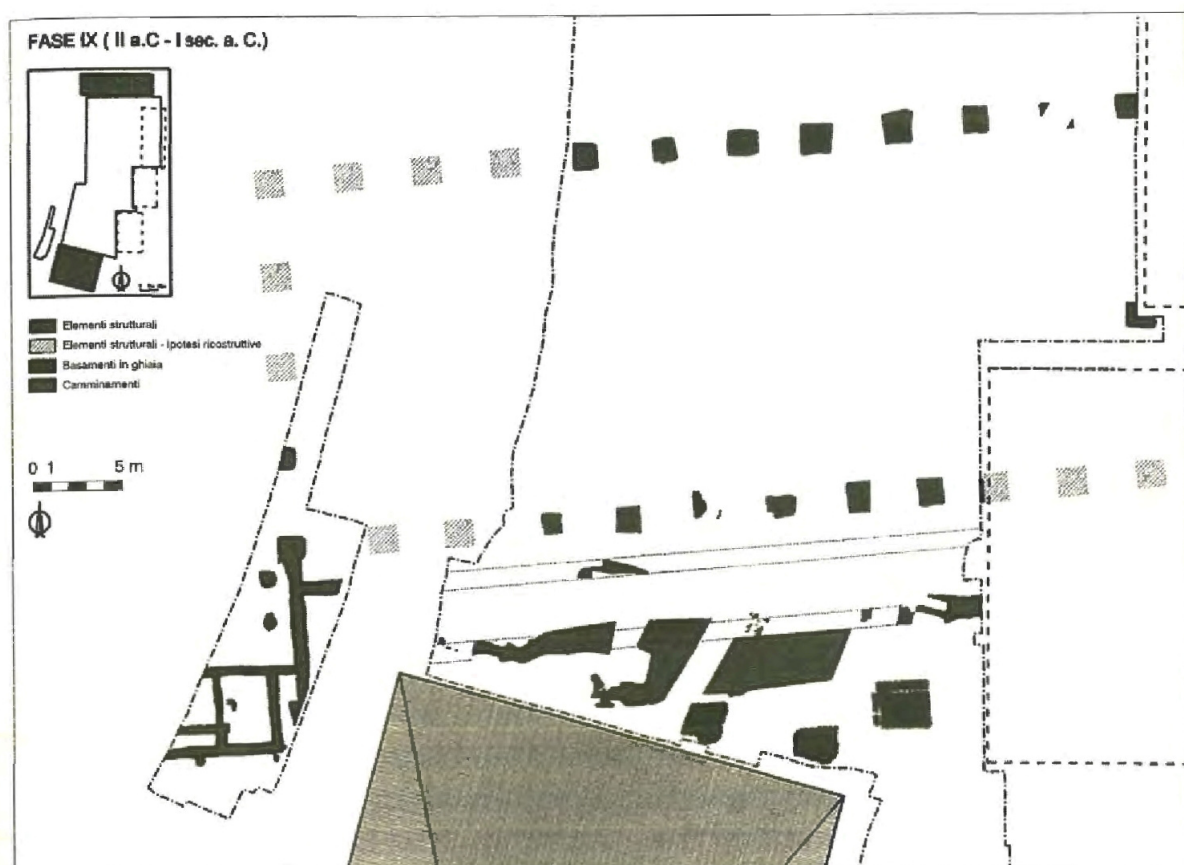 FASE IX ( II a.C - I sec. a. C.)
Elementi strutturali
Elementi strutturali - Ipotesi ricostruttive
Basamenti in ghiaia
Camminamenti
0 1 5 m